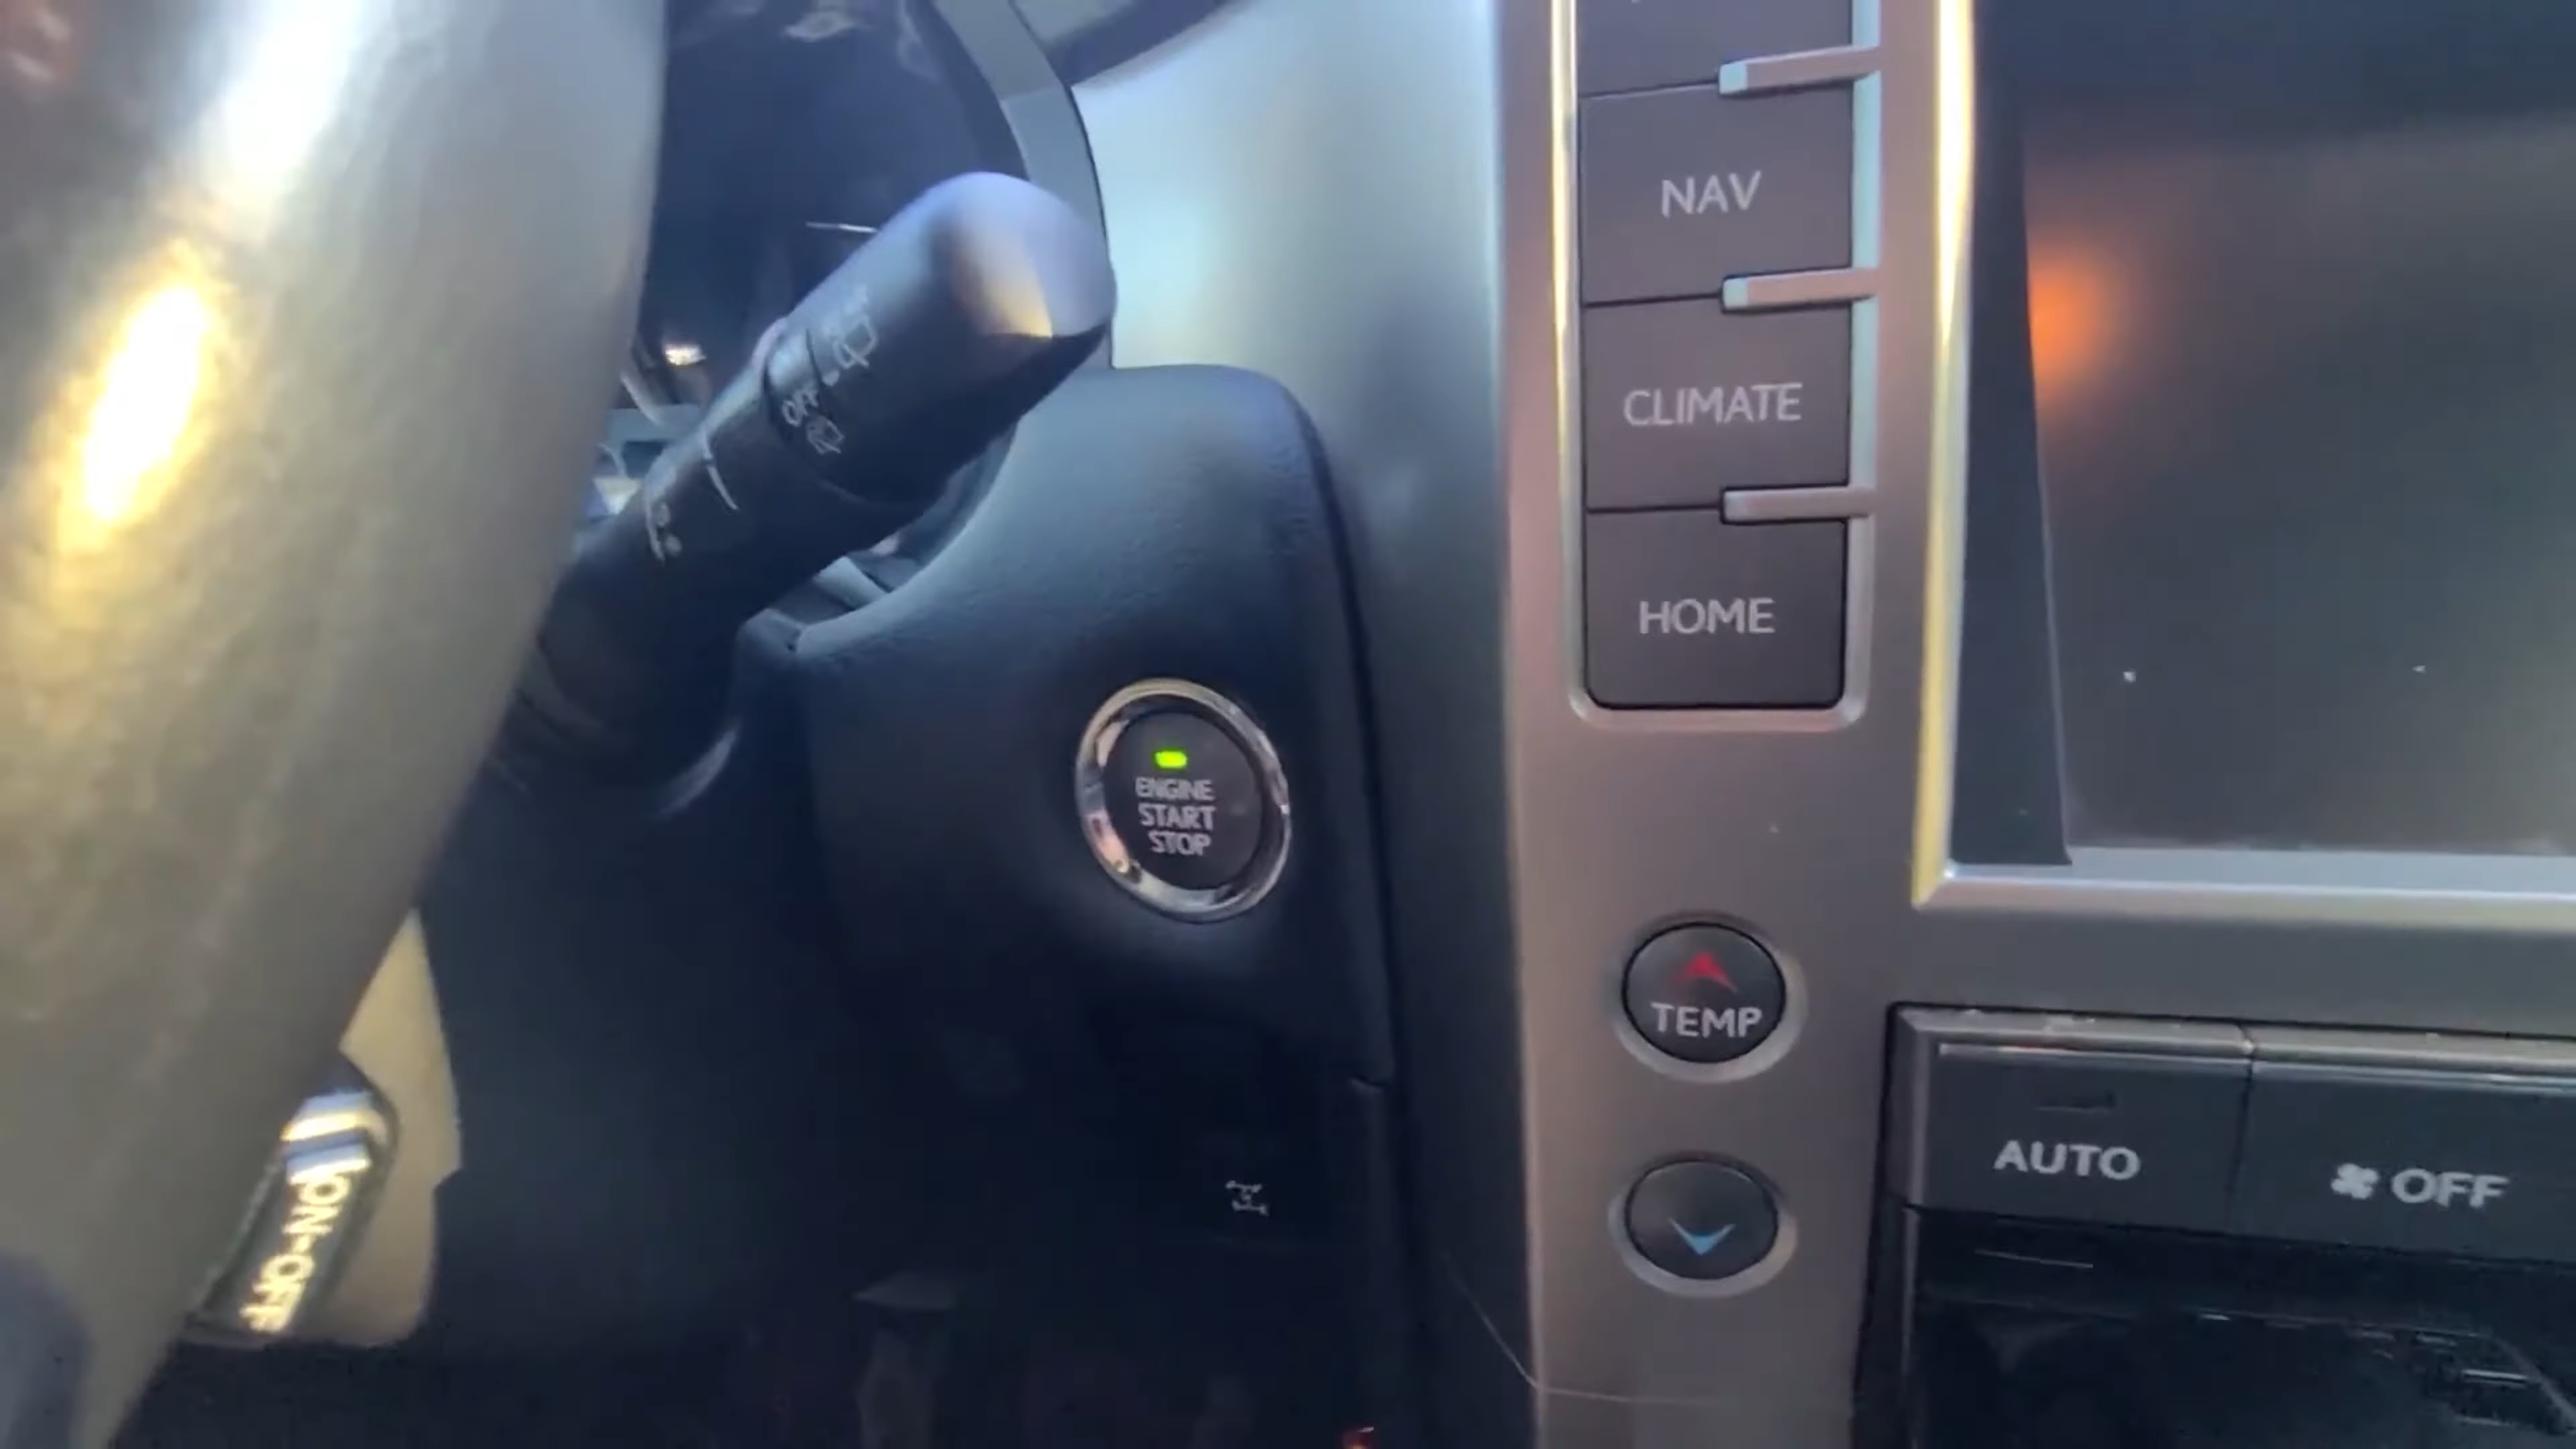 OFF
ON-OFF
ENGINE
START
STOP
NAV
CLIMATE
HOME
TEMP
AUTO
OFF